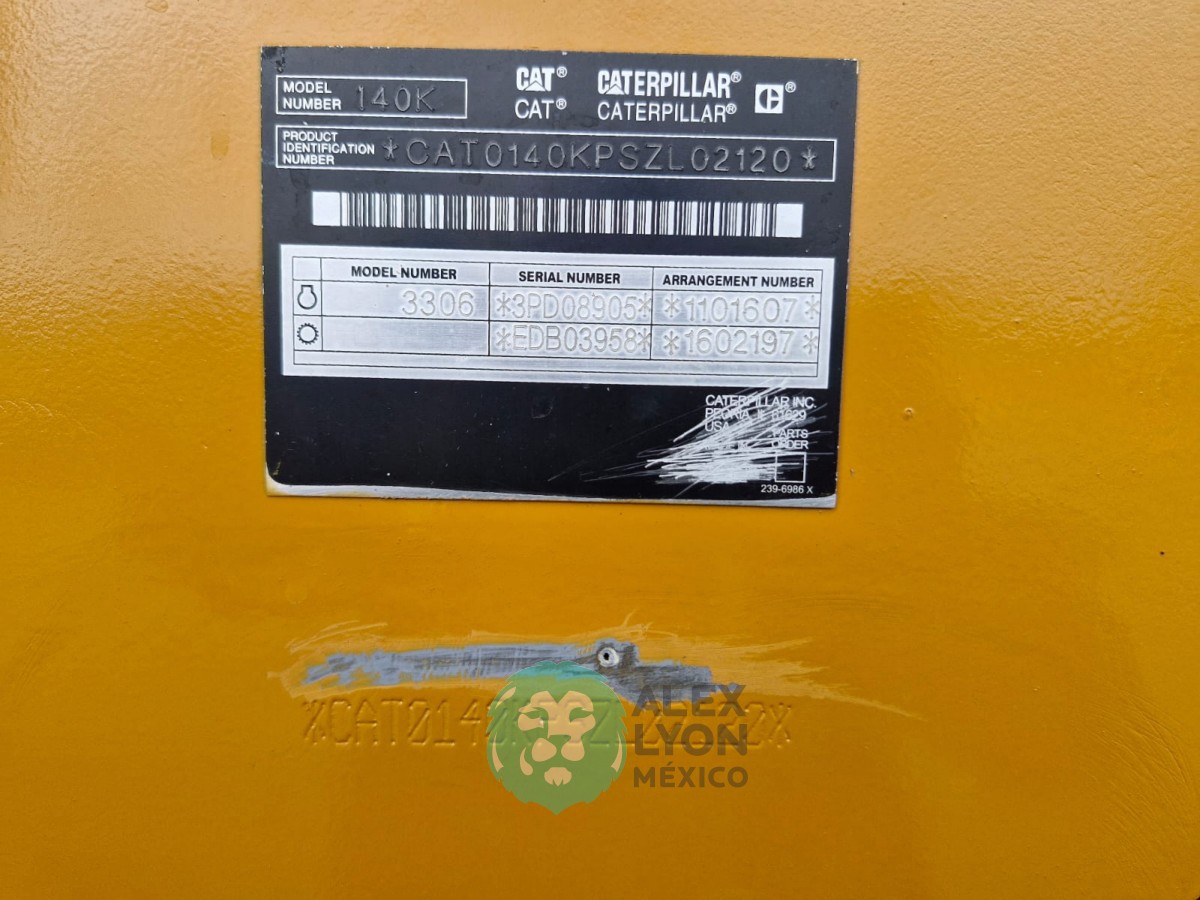 MODEL NUMBER 140K
CAT® CATERPILLAR® C®
CAT® CATERPILLAR®
PRODUCT IDENTIFICATION NUMBER *CAT0140KPSZL02120*
MODEL NUMBER SERIAL NUMBER ARRANGEMENT NUMBER
3306 *3PD08905* *1101607*
*EDB03958* *1602197*
CATERPILLAR INC.
PEORIA, IL 61629
USA
PARTS
ORDER
239-6986 X
ALEX
LYON
MÉXICO